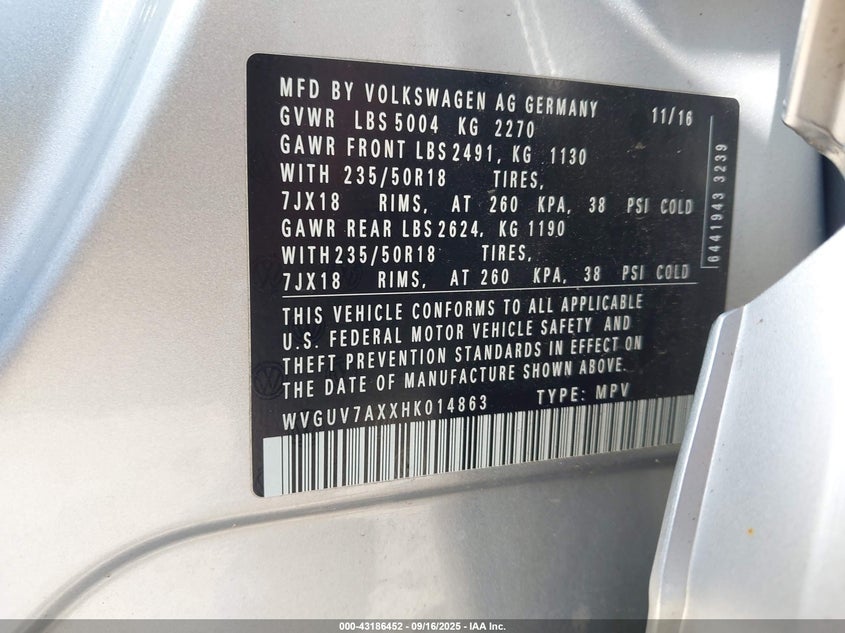 MFD BY VOLKSWAGEN AG GERMANY 11/16
GVWR LBS 5004 KG 2270
GAWR FRONT LBS 2491, KG 1130
WITH 235/50R18 TIRES,
7JX18 RIMS, AT 260 KPA, 38 PSI COLD
GAWR REAR LBS 2624, KG 1190
WITH235/50R18 TIRES,
7JX18 RIMS, AT 260 KPA, 38 PSI COLD
THIS VEHICLE CONFORMS TO ALL APPLICABLE
U.S. FEDERAL MOTOR VEHICLE SAFETY AND
THEFT PREVENTION STANDARDS IN EFFECT ON
THE DATE OF MANUFACTURE SHOWN ABOVE.
WVGUV7AXXHK014863 TYPE: MPV
6441943 3239
000-43186452 - 09/16/2025 - IAA Inc.